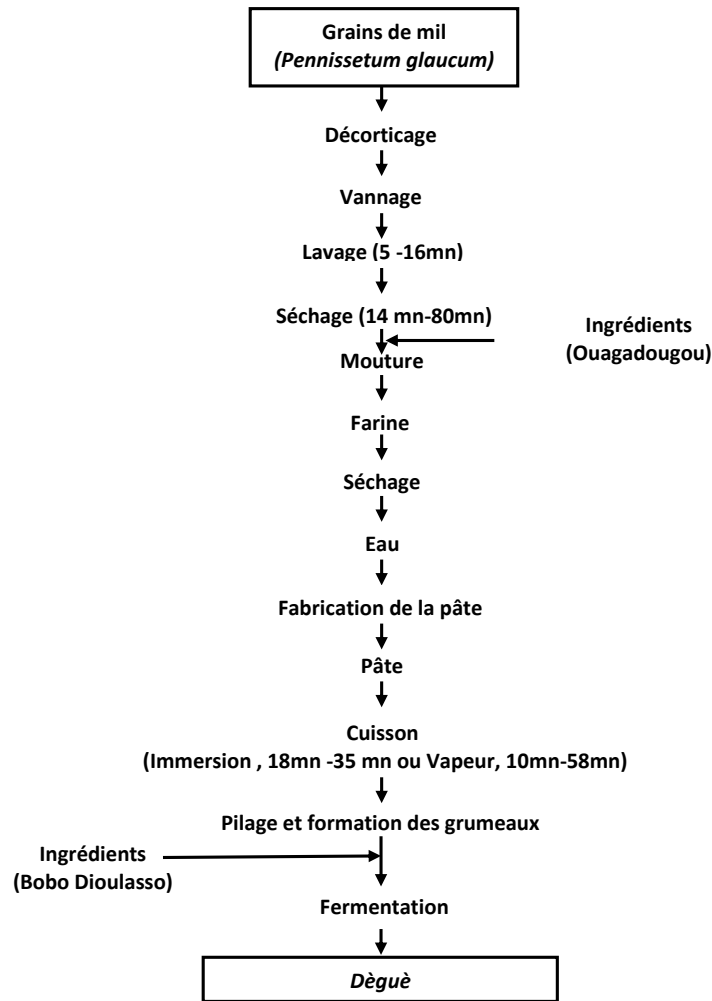 Grains de mil
(Pennissetum glaucum)
Décorticage
Vannage
Lavage (5 -16mn)
Séchage (14 mn-80mn)
Ingrédients
(Ouagadougou)
Mouture
Farine
Séchage
Eau
Fabrication de la pâte
Pâte
Cuisson
(Immersion , 18mn -35 mn ou Vapeur, 10mn-58mn)
Pilage et formation des grumeaux
Ingrédients
(Bobo Dioulasso)
Fermentation
Dèguè